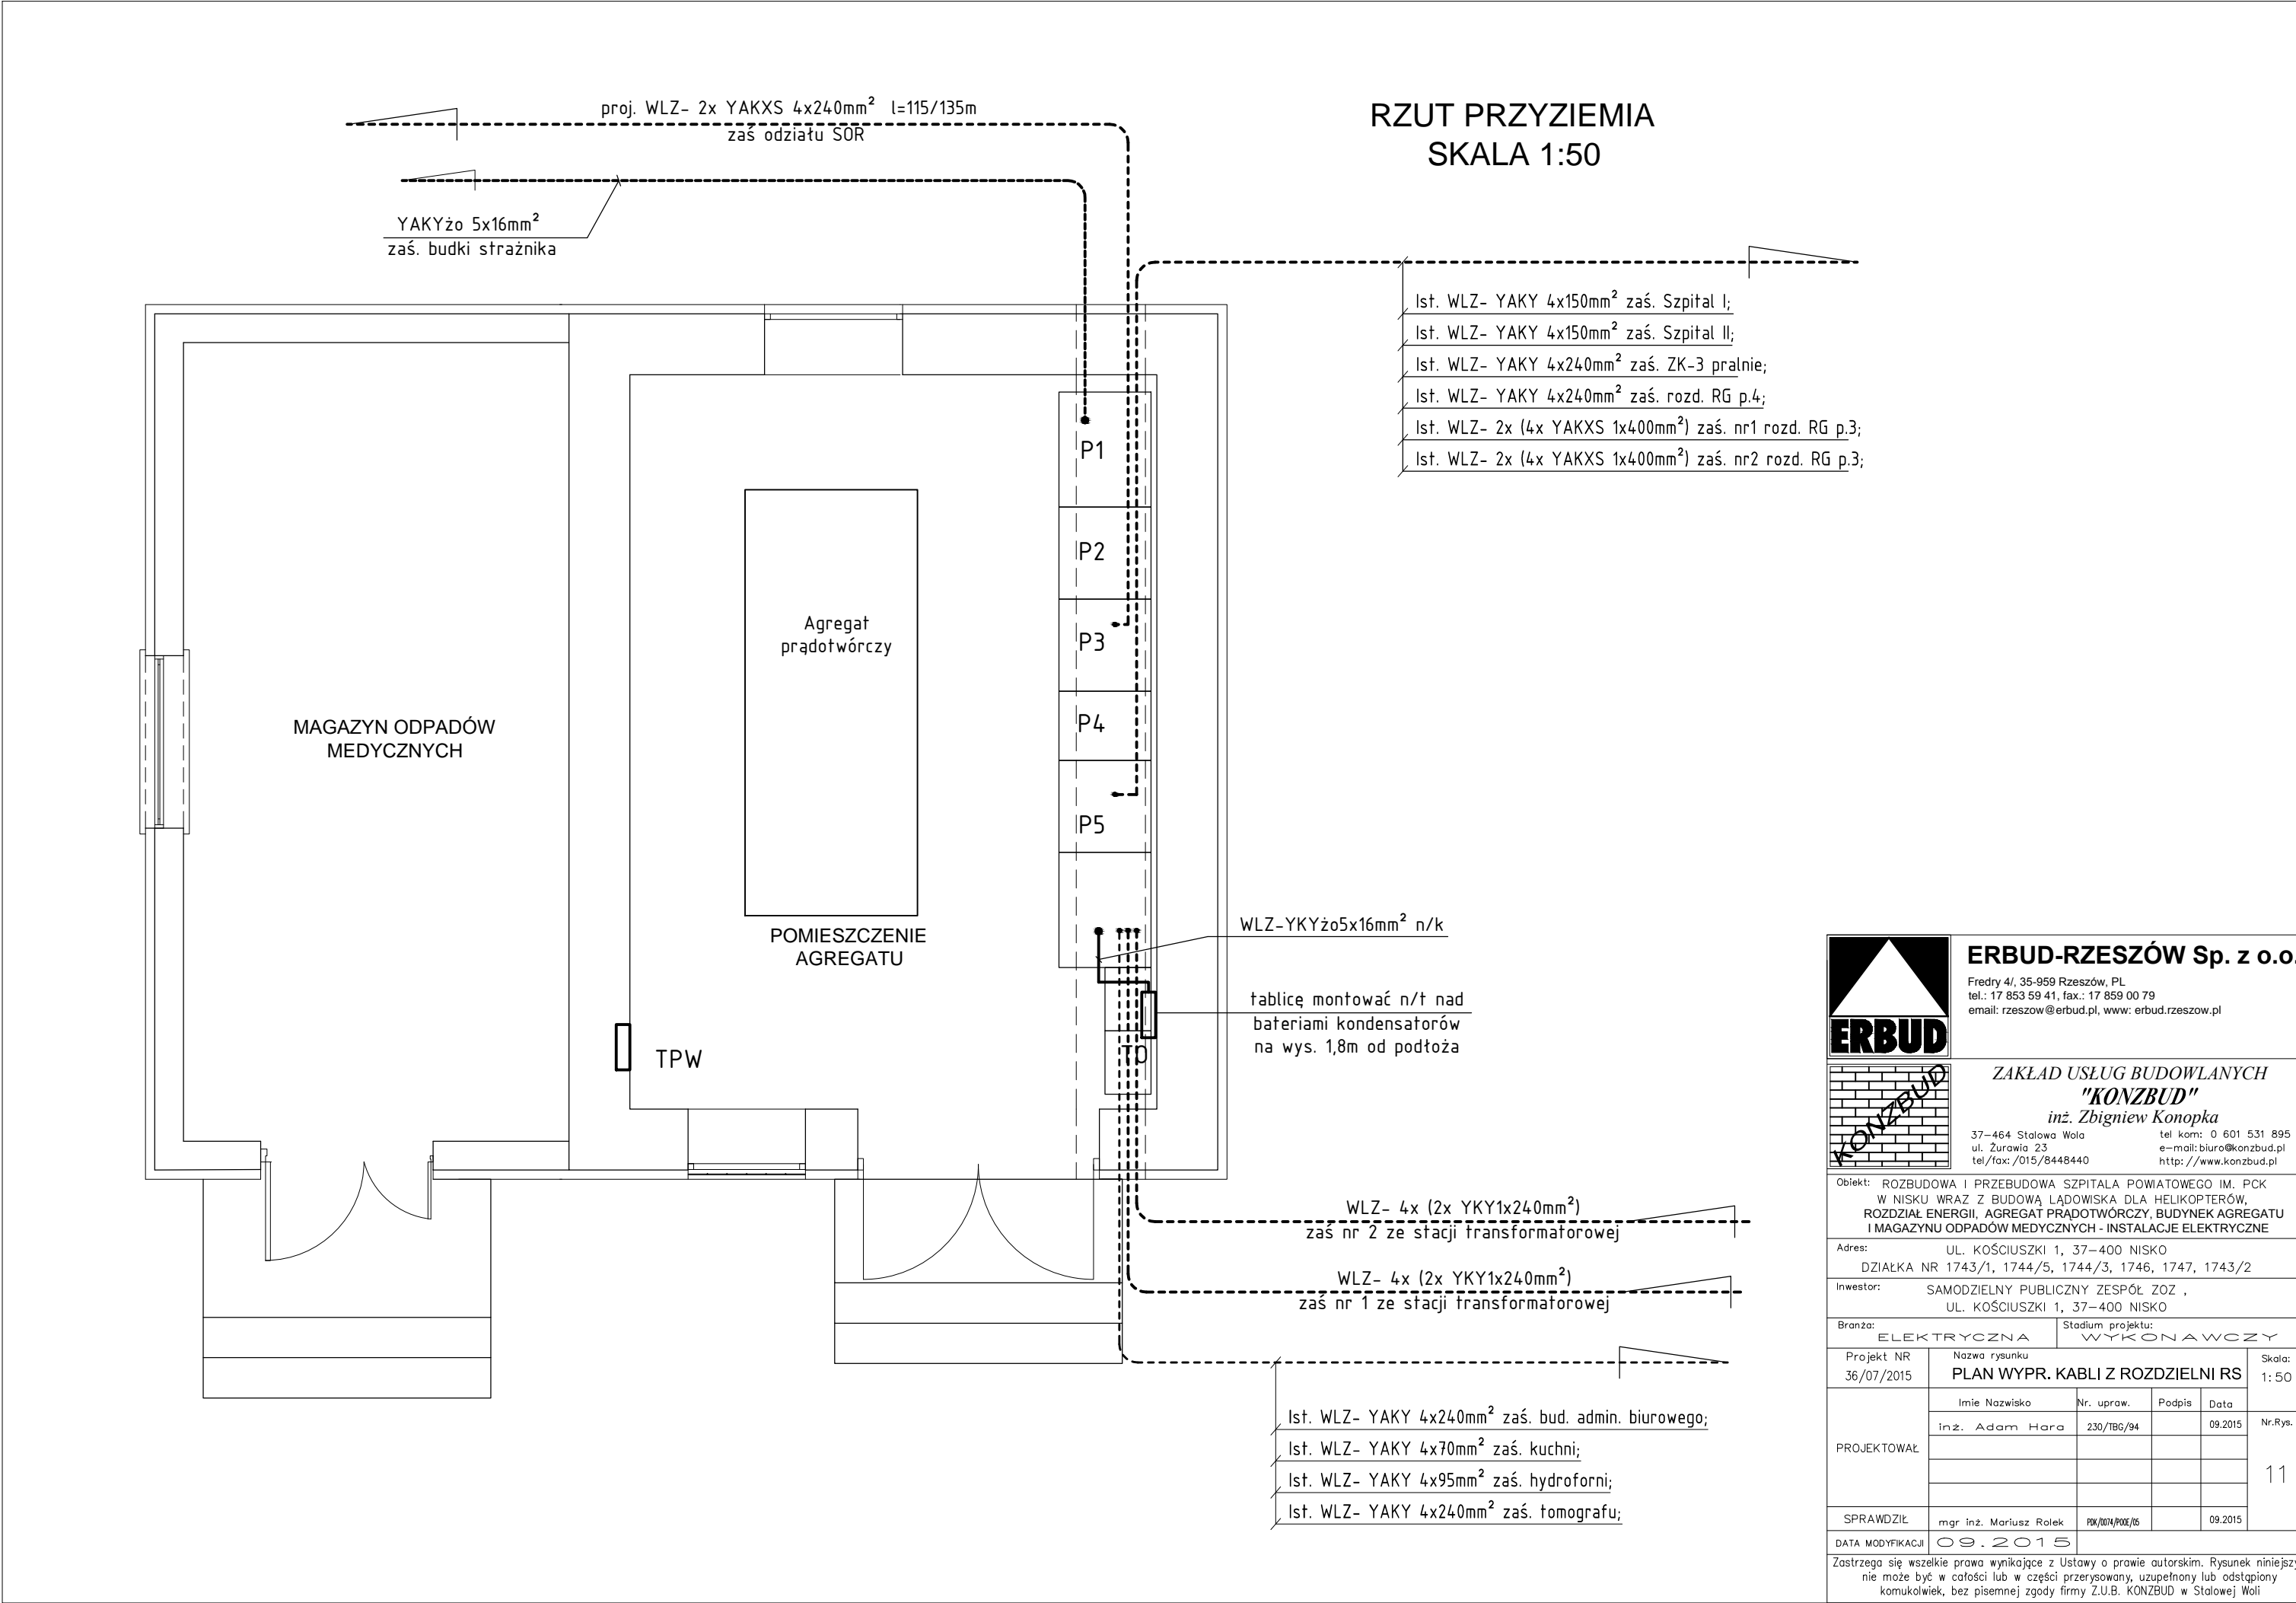 RZUT PRZYZIEMIA
SKALA 1:50
proj. WLZ- 2x YAKXS 4x240mm² l=115/135m
zaś odziału SOR
YAKYżo 5x16mm²
zaś. budki strażnika
Ist. WLZ- YAKY 4x150mm² zaś. Szpital I;
Ist. WLZ- YAKY 4x150mm² zaś. Szpital II;
Ist. WLZ- YAKY 4x240mm² zaś. ZK-3 pralnie;
Ist. WLZ- YAKY 4x240mm² zaś. rozd. RG p.4;
Ist. WLZ- 2x (4x YAKXS 1x400mm²) zaś. nr1 rozd. RG p.3;
Ist. WLZ- 2x (4x YAKXS 1x400mm²) zaś. nr2 rozd. RG p.3;
P1
P2
P3
P4
P5
Agregat
prądotwórczy
MAGAZYN ODPADÓW
MEDYCZNYCH
POMIESZCZENIE
AGREGATU
WLZ-YKYżo5x16mm² n/k
tablicę montować n/t nad
bateriami kondensatorów
na wys. 1,8m od podłoża
TO
TPW
WLZ- 4x (2x YKY1x240mm²)
zaś nr 2 ze stacji transformatorowej
WLZ- 4x (2x YKY1x240mm²)
zaś nr 1 ze stacji transformatorowej
Ist. WLZ- YAKY 4x240mm² zaś. bud. admin. biurowego;
Ist. WLZ- YAKY 4x70mm² zaś. kuchni;
Ist. WLZ- YAKY 4x95mm² zaś. hydroforni;
Ist. WLZ- YAKY 4x240mm² zaś. tomografu;
ERBUD
ERBUD-RZESZÓW Sp. z o.o.
Fredry 4/, 35-959 Rzeszów, PL
tel.: 17 853 59 41, fax.: 17 859 00 79
email: rzeszow@erbud.pl, www: erbud.rzeszow.pl
KONZBUD
ZAKŁAD USŁUG BUDOWLANYCH
"KONZBUD"
inż. Zbigniew Konopka
37-464 Stalowa Wola
ul. Żurawia 23
tel/fax: /015/8448440
tel kom: 0 601 531 895
e-mail: biuro@konzbud.pl
http: //www.konzbud.pl
Obiekt: ROZBUDOWA I PRZEBUDOWA SZPITALA POWIATOWEGO IM. PCK
W NISKU WRAZ Z BUDOWĄ LĄDOWISKA DLA HELIKOPTERÓW,
ROZDZIAŁ ENERGII, AGREGAT PRĄDOTWÓRCZY, BUDYNEK AGREGATU
I MAGAZYNU ODPADÓW MEDYCZNYCH - INSTALACJE ELEKTRYCZNE
Adres: UL. KOŚCIUSZKI 1, 37-400 NISKO
DZIAŁKA NR 1743/1, 1744/5, 1744/3, 1746, 1747, 1743/2
Inwestor: SAMODZIELNY PUBLICZNY ZESPÓŁ ZOZ ,
UL. KOŚCIUSZKI 1, 37-400 NISKO
Branża: ELEKTRYCZNA
Stadium projektu: WYKONAWCZY
Projekt NR
36/07/2015
Nazwa rysunku
PLAN WYPR. KABLI Z ROZDZIELNI RS
Skala:
1: 50
Imie Nazwisko Nr. upraw. Podpis Data
PROJEKTOWAŁ
inż. Adam Hara 230/TBG/94 09.2015
Nr.Rys.
11
SPRAWDZIŁ mgr inż. Mariusz Rolek PDK/0074/POOE/05 09.2015
DATA MODYFIKACJI 09.2015
Zastrzega się wszelkie prawa wynikające z Ustawy o prawie autorskim. Rysunek niniejszy
nie może być w całości lub w części przerysowany, uzupełnony lub odstąpiony
komukolwiek, bez pisemnej zgody firmy Z.U.B. KONZBUD w Stalowej Woli